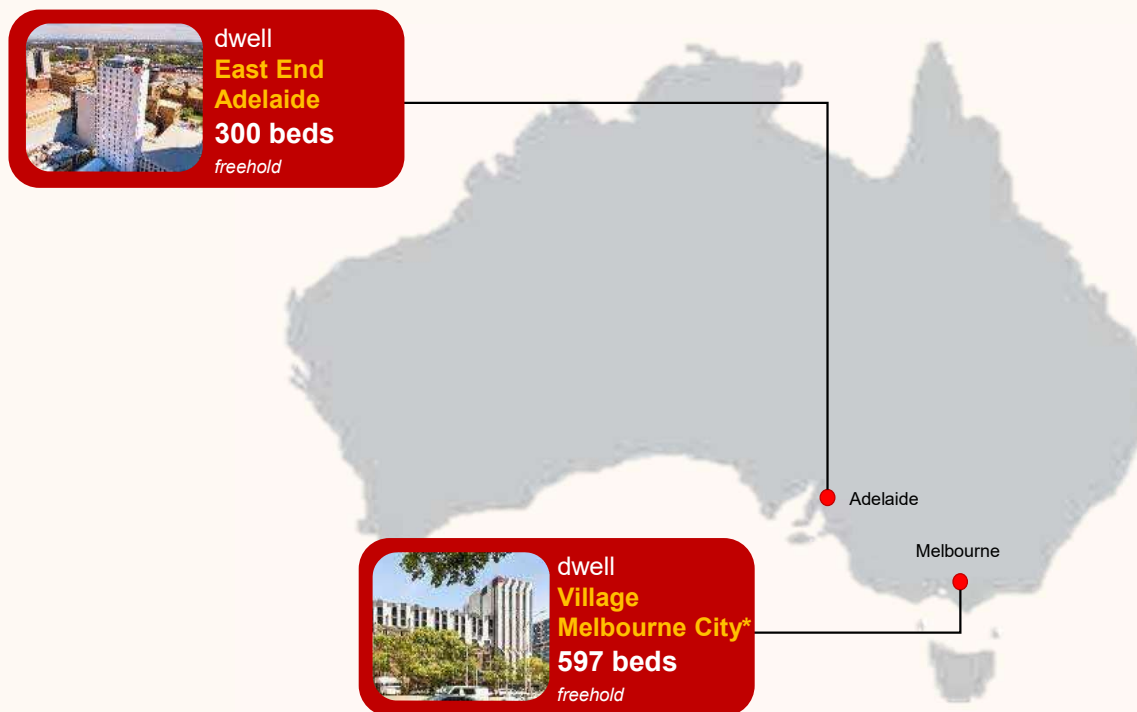 dwell
East End
Adelaide
300 beds
freehold
Adelaide
Melbourne
dwell
Village
Melbourne City*
597 beds
freehold